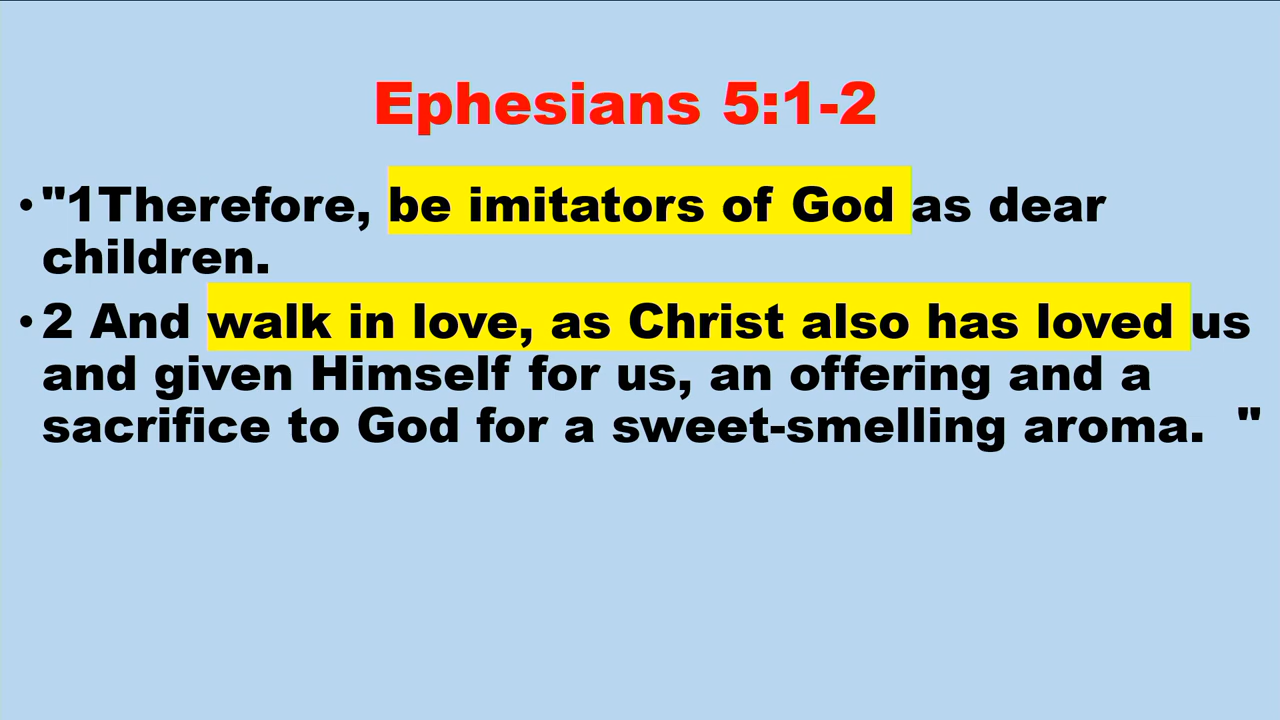 Ephesians 5:1-2
• "1Therefore, be imitators of God as dear
children.
• 2 And walk in love, as Christ also has loved us
and given Himself for us, an offering and a
sacrifice to God for a sweet-smelling aroma.  "